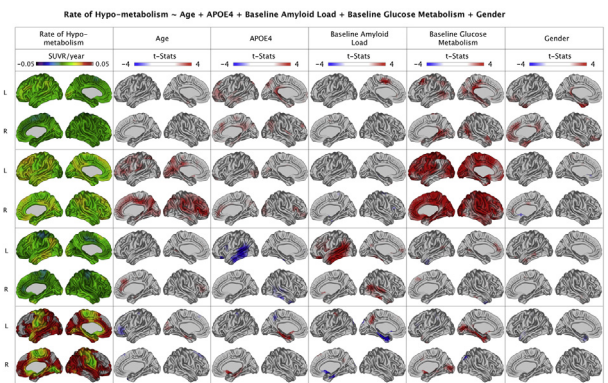 Rate of Hypo-metabolism ~ Age + APOE4 + Baseline Amyloid Load + Baseline Glucose Metabolism + Gender
Rate of Hypo-
metabolism
Age
APOE4
Baseline Amyloid
Load
Baseline Glucose
Metabolism
Gender
SUVR/year
t-Stats
t-Stats
t-Stats
t-Stats
t-Stats
-0.05 0.05
-4 4
-4 4
-4 4
-4 4
-4 4
L
R
L
R
L
R
L
R